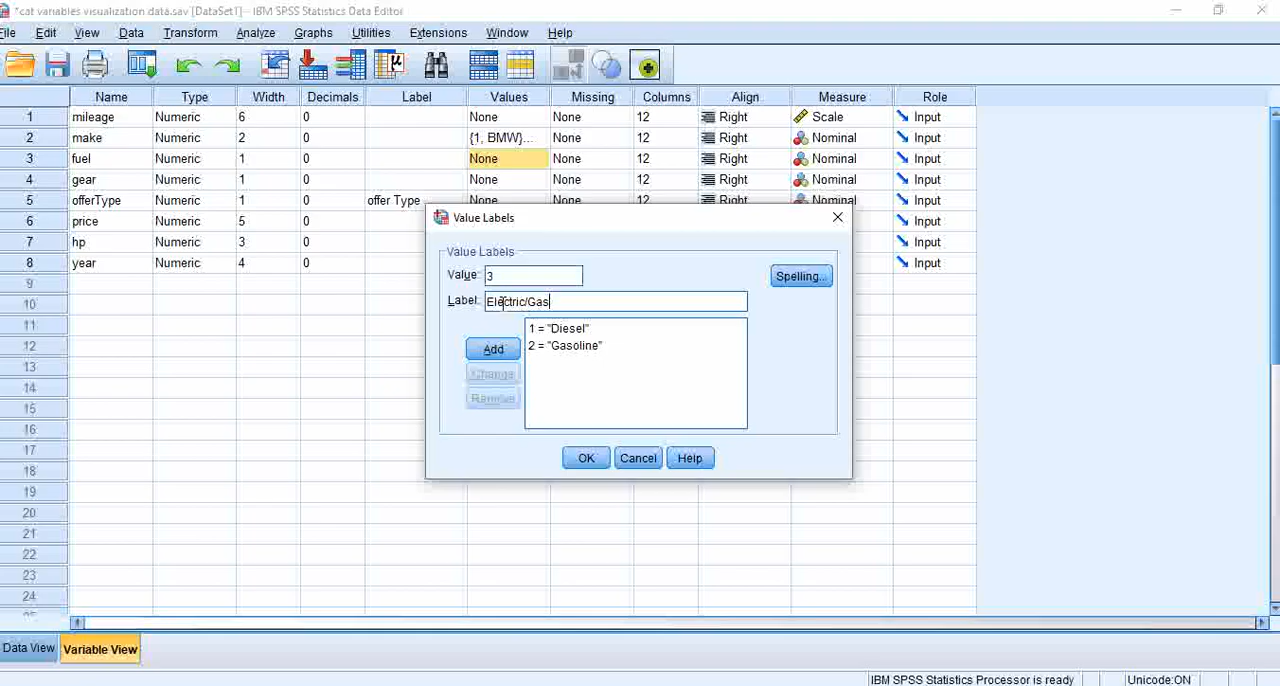 *cat variables visualization data.sav [DataSet1] - IBM SPSS Statistics Data Editor
File Edit View Data Transform Analyze Graphs Utilities Extensions Window Help
Name Type Width Decimals Label Values Missing Columns Align Measure Role
1 mileage Numeric 6 0 None None 12 Right Scale Input
2 make Numeric 2 0 {1, BMW}... None 12 Right Nominal Input
3 fuel Numeric 1 0 None None 12 Right Nominal Input
4 gear Numeric 1 0 None None 12 Right Nominal Input
5 offerType Numeric 1 0 offer Type None None 12 Right Nominal Input
6 price Numeric 5 0 Input
7 hp Numeric 3 0 Input
8 year Numeric 4 0 Input
9
10
11
12
13
14
15
16
17
18
19
20
21
22
23
24
25
Value Labels
Value Labels
Value: 3 Spelling...
Label: Electric/Gas
1 = "Diesel"
2 = "Gasoline"
Add
Change
Remove
OK Cancel Help
Data View Variable View
IBM SPSS Statistics Processor is ready Unicode:ON